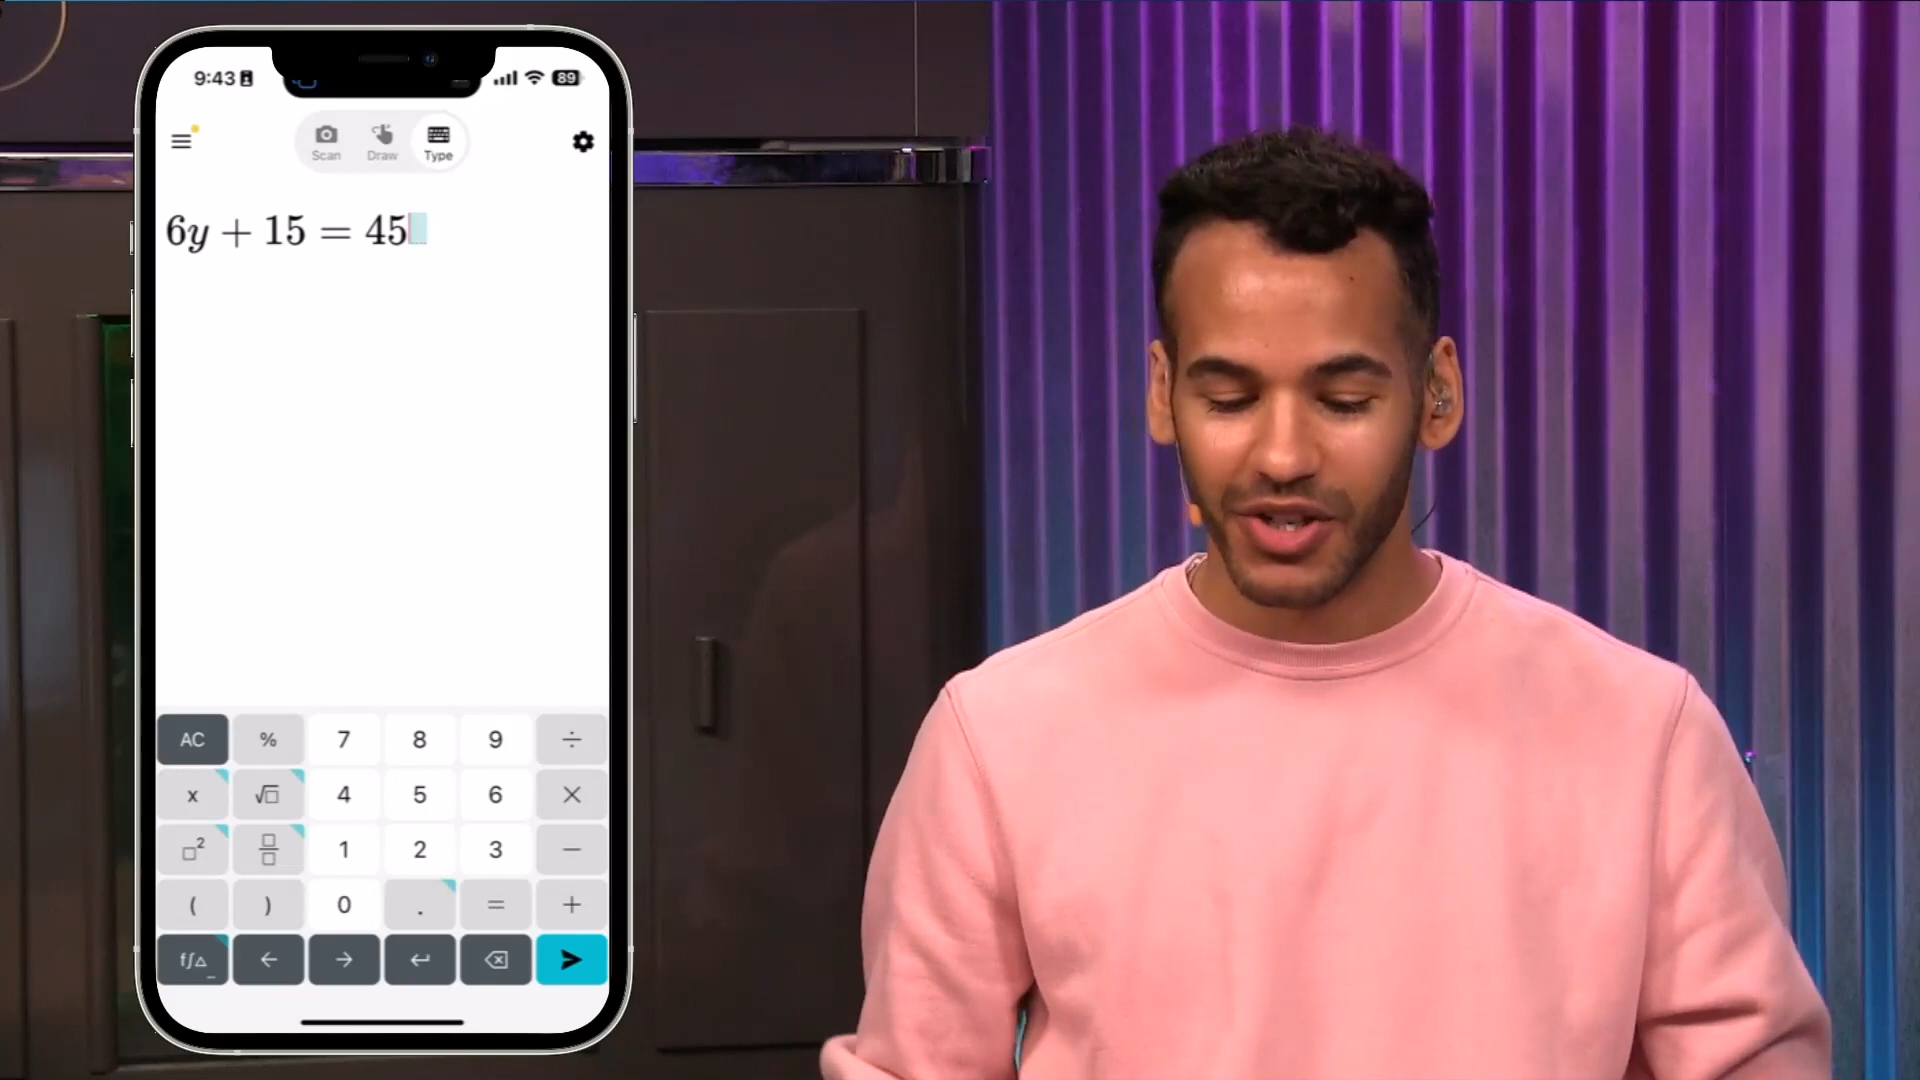 9:43 89
Scan Draw Type
6y + 15 = 45
AC % 7 8 9 ÷
x √□ 4 5 6 ×
□² □/□ 1 2 3 −
( ) 0 . = +
f∫△ ← → ↵ ⌫ ➤